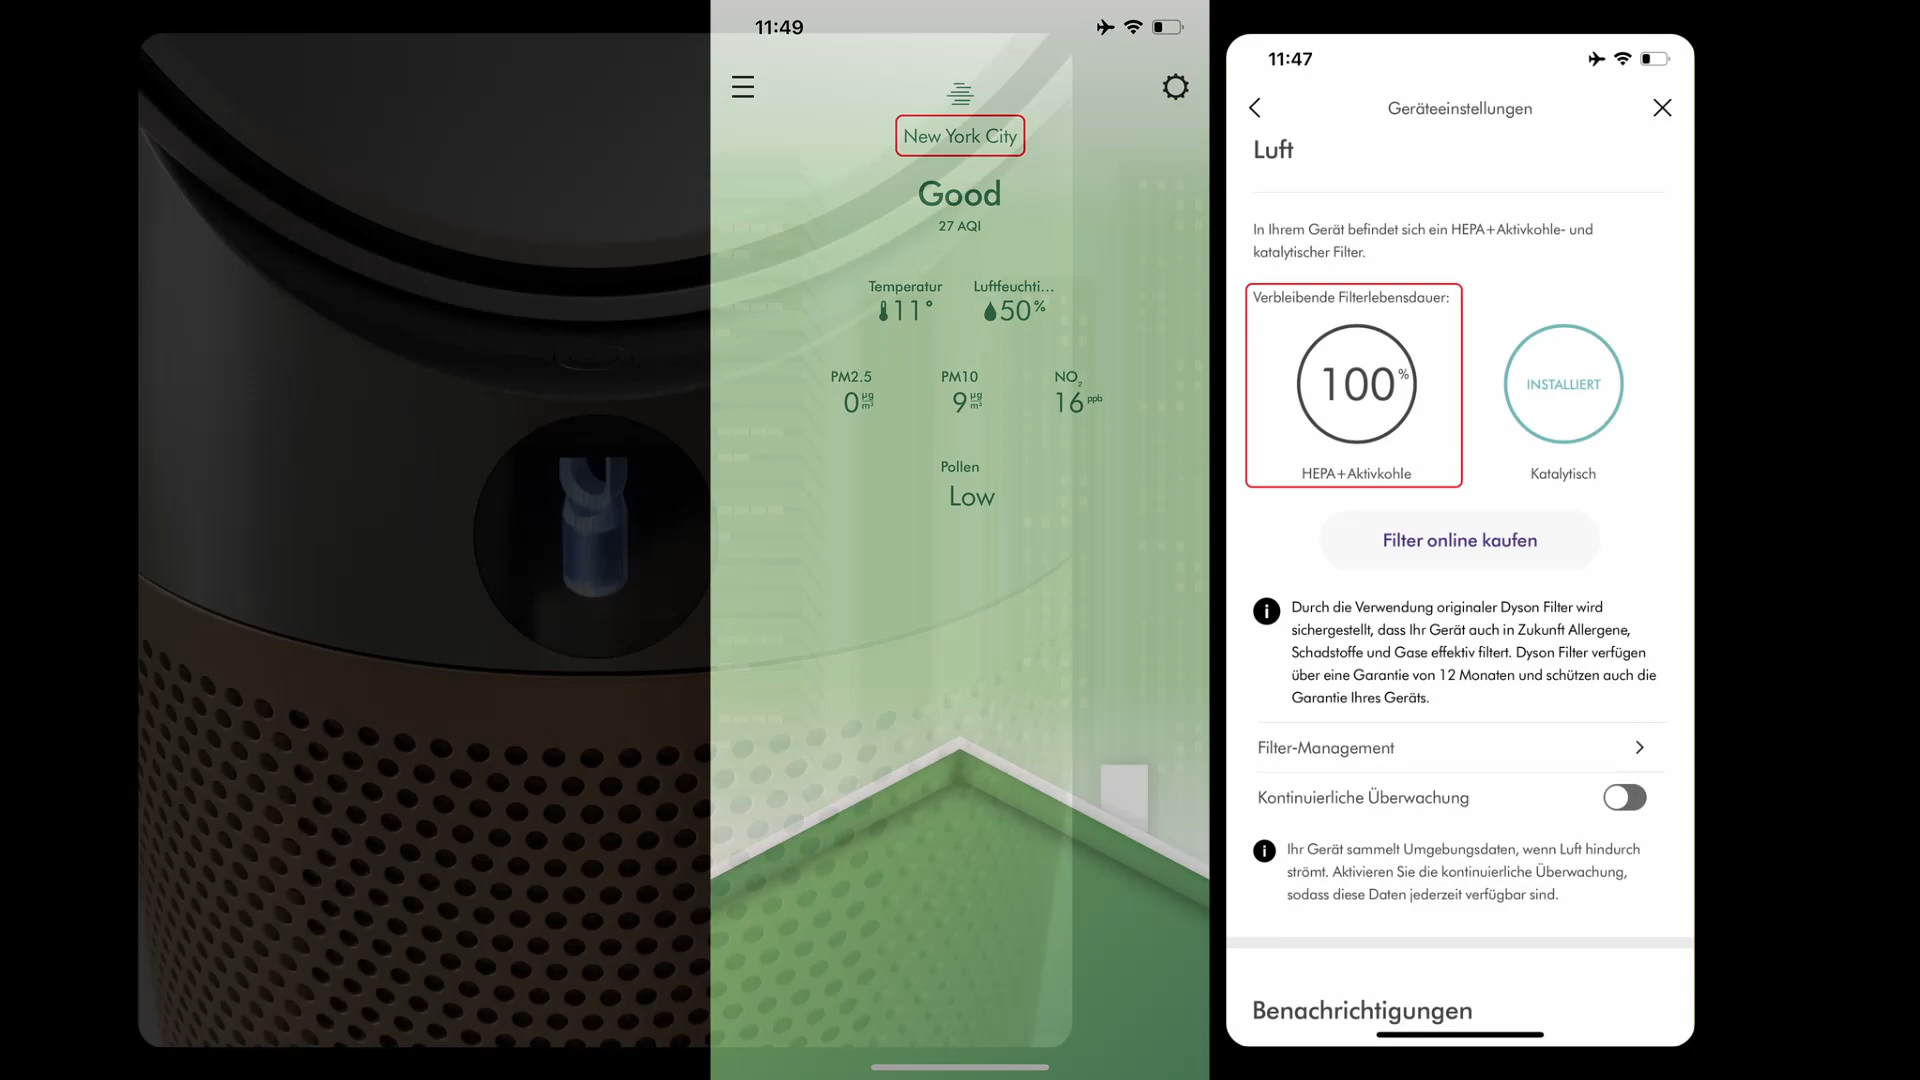 11:49
New York City
Good
27 AQI
Temperatur
Luftfeuchti...
11°
50%
PM2.5
PM10
NO₂
0 µg/m³
9 µg/m³
16 ppb
Pollen
Low
11:47
Geräteeinstellungen
Luft
In Ihrem Gerät befindet sich ein HEPA+Aktivkohle- und
katalytischer Filter.
Verbleibende Filterlebensdauer:
100%
INSTALLIERT
HEPA+Aktivkohle
Katalytisch
Filter online kaufen
Durch die Verwendung originaler Dyson Filter wird
sichergestellt, dass Ihr Gerät auch in Zukunft Allergene,
Schadstoffe und Gase effektiv filtert. Dyson Filter verfügen
über eine Garantie von 12 Monaten und schützen auch die
Garantie Ihres Geräts.
Filter-Management
Kontinuierliche Überwachung
Ihr Gerät sammelt Umgebungsdaten, wenn Luft hindurch
strömt. Aktivieren Sie die kontinuierliche Überwachung,
sodass diese Daten jederzeit verfügbar sind.
Benachrichtigungen